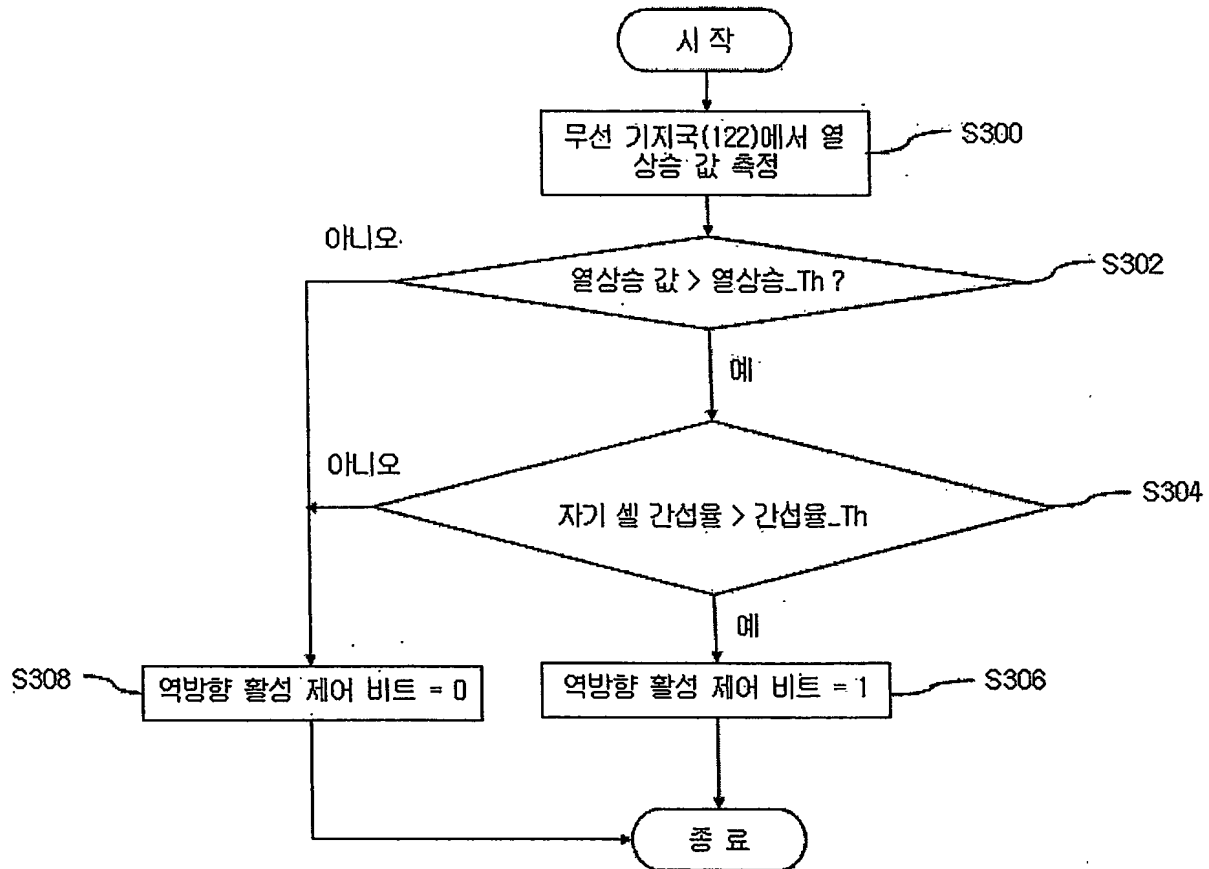 시 작
무선 기지국(122)에서 열
상승 값 측정
S300
아니오
열상승 값 > 열상승_Th ?
S302
예
아니오
자기 셀 간섭율 > 간섭율_Th
S304
예
S308
역방향 활성 제어 비트 = 0
역방향 활성 제어 비트 = 1
S306
종 료